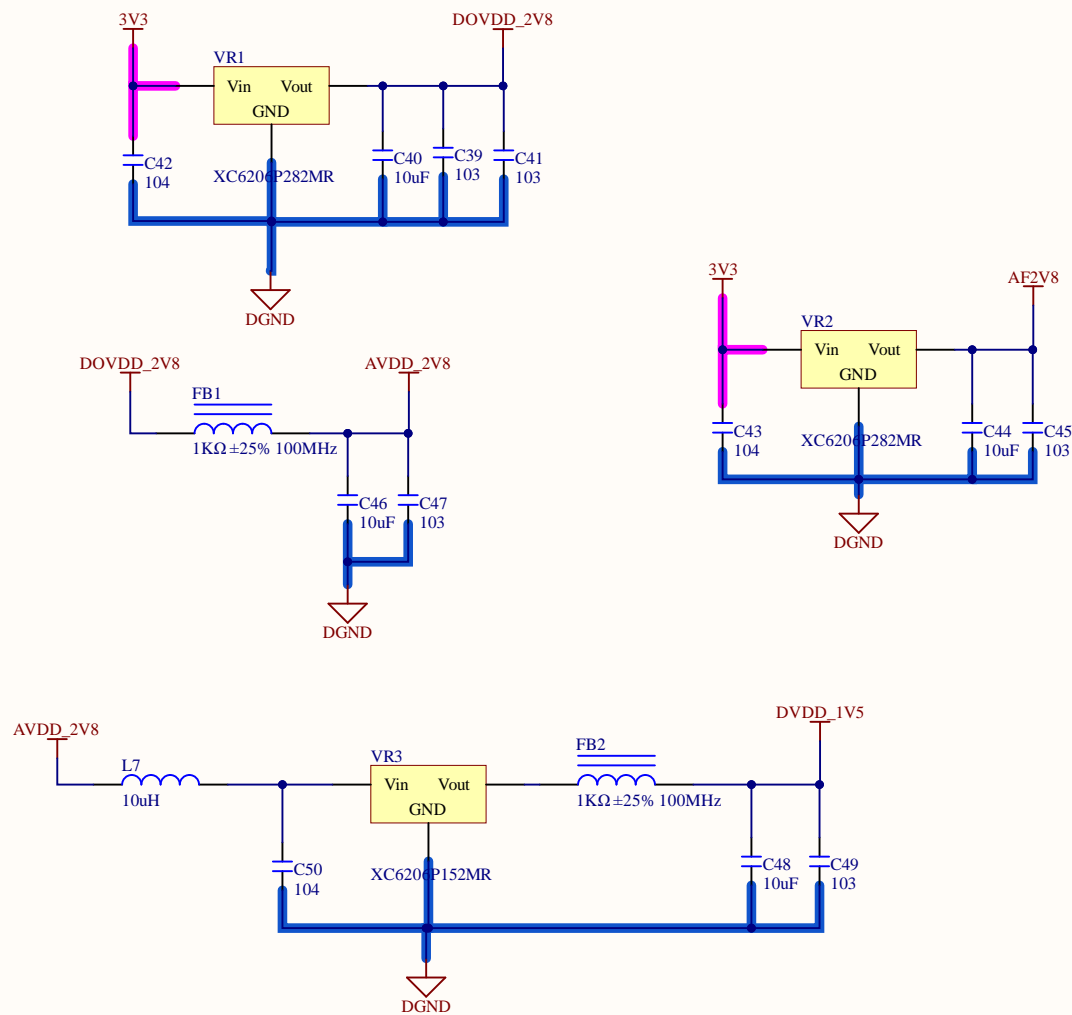 3V3
DOVDD_2V8
VR1
Vin
Vout
GND
C42
104
XC6206P282MR
C40
10uF
C39
103
C41
103
DGND
3V3
AF2V8
VR2
Vin
Vout
GND
C43
104
XC6206P282MR
C44
10uF
C45
103
DGND
DOVDD_2V8
AVDD_2V8
FB1
1KΩ ±25% 100MHz
C46
10uF
C47
103
DGND
AVDD_2V8
DVDD_1V5
L7
10uH
VR3
Vin
Vout
GND
FB2
1KΩ ±25% 100MHz
C50
104
XC6206P152MR
C48
10uF
C49
103
DGND